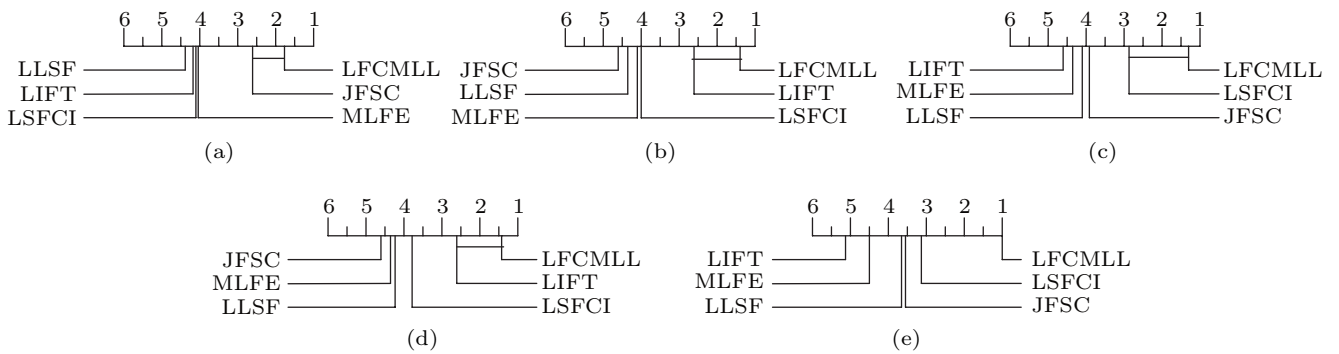 6 5 4 3 2 1
LLSF LFCMLL
LIFT JFSC
LSFCI MLFE
(a)
6 5 4 3 2 1
JFSC LFCMLL
LLSF LIFT
MLFE LSFCI
(b)
6 5 4 3 2 1
LIFT LFCMLL
MLFE LSFCI
LLSF JFSC
(c)
6 5 4 3 2 1
JFSC LFCMLL
MLFE LIFT
LLSF LSFCI
(d)
6 5 4 3 2 1
LIFT LFCMLL
MLFE LSFCI
LLSF JFSC
(e)